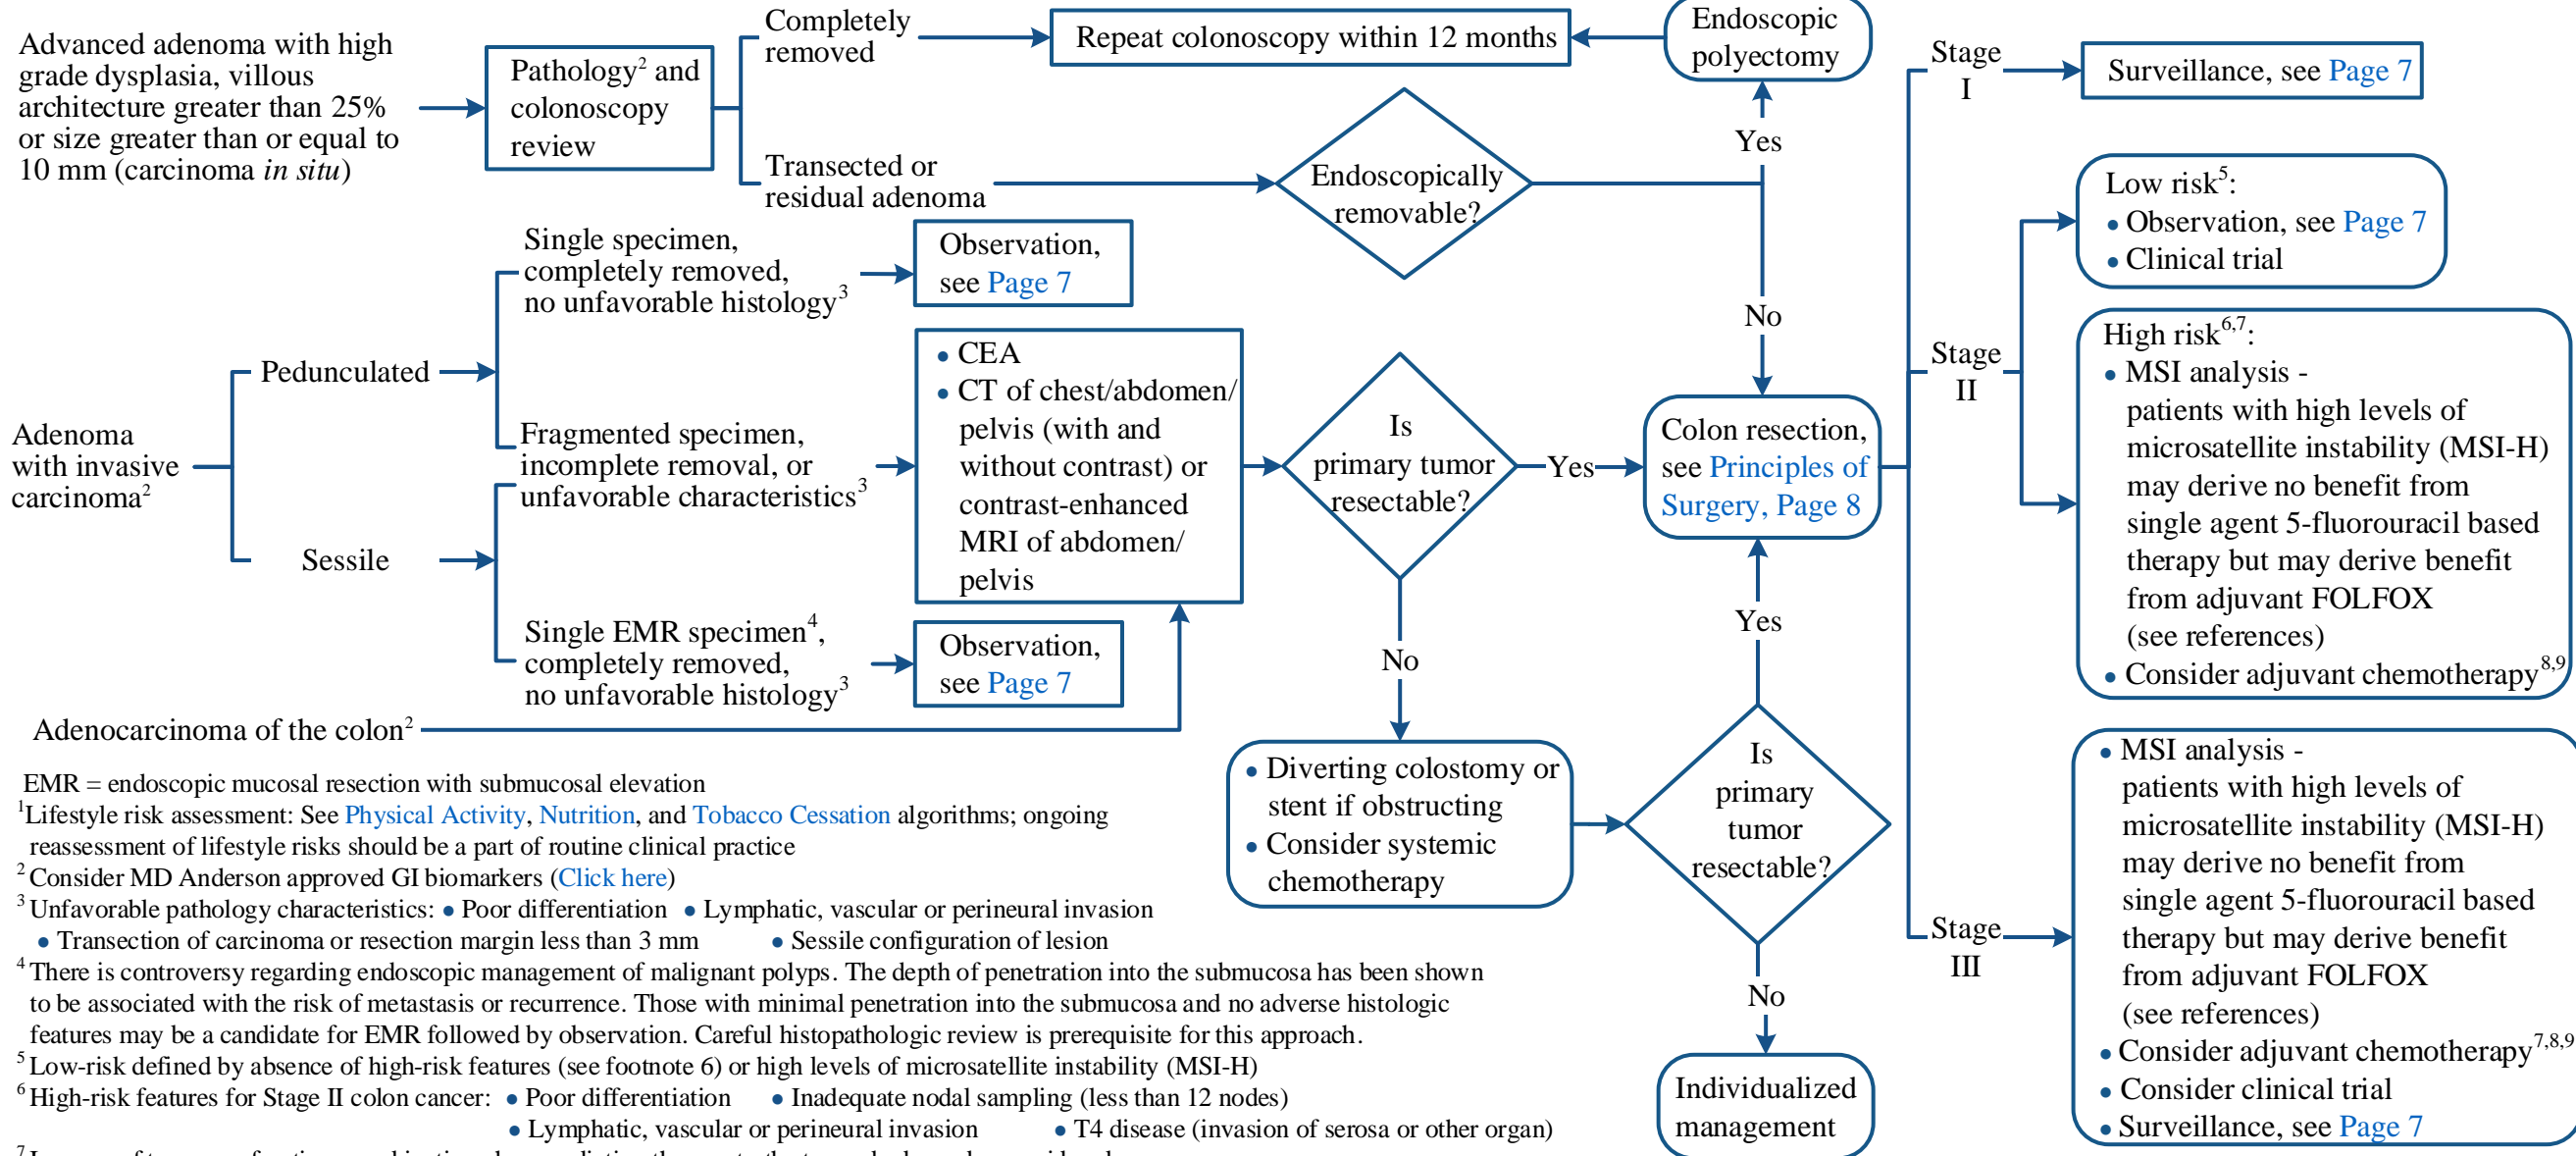 Advanced adenoma with high
grade dysplasia, villous
architecture greater than 25%
or size greater than or equal to
10 mm (carcinoma in situ)
Pathology2 and
colonoscopy
review
Completely
removed
Repeat colonoscopy within 12 months
Endoscopic
polyectomy
Transected or
residual adenoma
Endoscopically
removable?
Yes
No
Adenoma
with invasive
carcinoma2
Pedunculated
Sessile
Single specimen,
completely removed,
no unfavorable histology3
Observation,
see Page 7
Fragmented specimen,
incomplete removal, or
unfavorable characteristics3
Single EMR specimen4,
completely removed,
no unfavorable histology3
Observation,
see Page 7
Adenocarcinoma of the colon2
• CEA
• CT of chest/abdomen/
pelvis (with and
without contrast) or
contrast-enhanced
MRI of abdomen/
pelvis
Is
primary tumor
resectable?
Yes
No
Colon resection,
see Principles of
Surgery, Page 8
• Diverting colostomy or
stent if obstructing
• Consider systemic
chemotherapy
Is
primary
tumor
resectable?
Yes
No
Individualized
management
Stage
I
Surveillance, see Page 7
Stage
II
Low risk5:
• Observation, see Page 7
• Clinical trial
High risk6,7:
• MSI analysis -
patients with high levels of
microsatellite instability (MSI-H)
may derive no benefit from
single agent 5-fluorouracil based
therapy but may derive benefit
from adjuvant FOLFOX
(see references)
• Consider adjuvant chemotherapy8,9
Stage
III
• MSI analysis -
patients with high levels of
microsatellite instability (MSI-H)
may derive no benefit from
single agent 5-fluorouracil based
therapy but may derive benefit
from adjuvant FOLFOX
(see references)
• Consider adjuvant chemotherapy7,8,9
• Consider clinical trial
• Surveillance, see Page 7
EMR = endoscopic mucosal resection with submucosal elevation
1Lifestyle risk assessment: See Physical Activity, Nutrition, and Tobacco Cessation algorithms; ongoing
reassessment of lifestyle risks should be a part of routine clinical practice
2 Consider MD Anderson approved GI biomarkers (Click here)
3 Unfavorable pathology characteristics: • Poor differentiation • Lymphatic, vascular or perineural invasion
• Transection of carcinoma or resection margin less than 3 mm • Sessile configuration of lesion
4 There is controversy regarding endoscopic management of malignant polyps. The depth of penetration into the submucosa has been shown
to be associated with the risk of metastasis or recurrence. Those with minimal penetration into the submucosa and no adverse histologic
features may be a candidate for EMR followed by observation. Careful histopathologic review is prerequisite for this approach.
5 Low-risk defined by absence of high-risk features (see footnote 6) or high levels of microsatellite instability (MSI-H)
6 High-risk features for Stage II colon cancer: • Poor differentiation • Inadequate nodal sampling (less than 12 nodes)
• Lymphatic, vascular or perineural invasion • T4 disease (invasion of serosa or other organ)
7